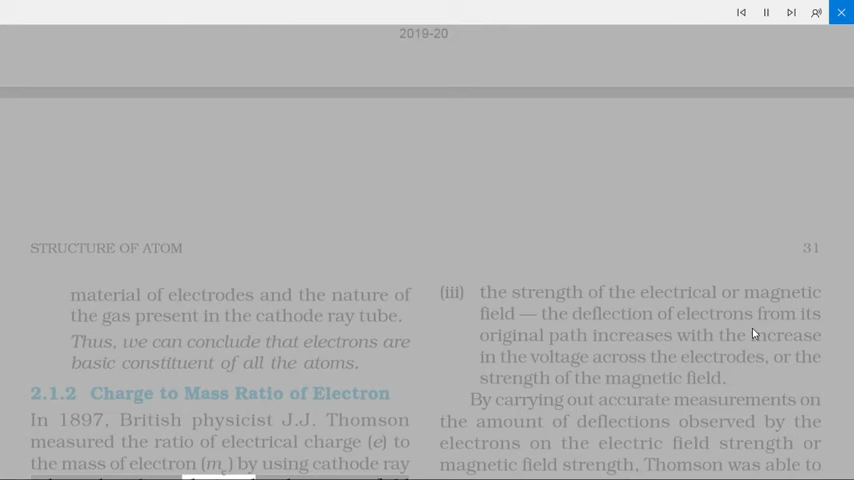 2019-20
STRUCTURE OF ATOM
31
material of electrodes and the nature of
the gas present in the cathode ray tube.
Thus, we can conclude that electrons are
basic constituent of all the atoms.
2.1.2 Charge to Mass Ratio of Electron
In 1897, British physicist J.J. Thomson
measured the ratio of electrical charge (e) to
the mass of electron (mₑ) by using cathode ray
(iii) the strength of the electrical or magnetic
field — the deflection of electrons from its
original path increases with the increase
in the voltage across the electrodes, or the
strength of the magnetic field.
By carrying out accurate measurements on
the amount of deflections observed by the
electrons on the electric field strength or
magnetic field strength, Thomson was able to